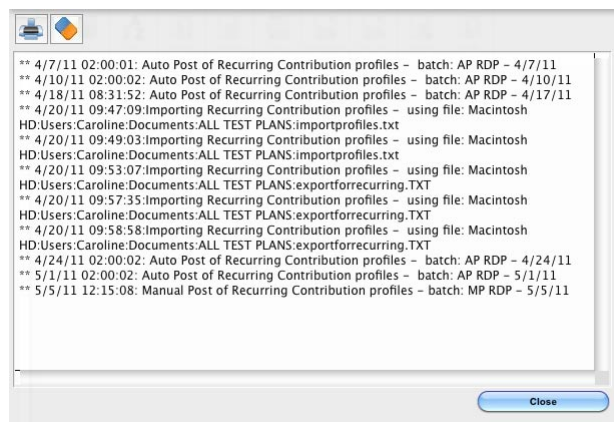 ** 4/7/11 02:00:01: Auto Post of Recurring Contribution profiles – batch: AP RDP – 4/7/11
** 4/10/11 02:00:02: Auto Post of Recurring Contribution profiles – batch: AP RDP – 4/10/11
** 4/18/11 08:31:52: Auto Post of Recurring Contribution profiles – batch: AP RDP – 4/17/11
** 4/20/11 09:47:09:Importing Recurring Contribution profiles – using file: Macintosh
HD:Users:Caroline:Documents:ALL TEST PLANS:importprofiles.txt
** 4/20/11 09:49:03:Importing Recurring Contribution profiles – using file: Macintosh
HD:Users:Caroline:Documents:ALL TEST PLANS:importprofiles.txt
** 4/20/11 09:53:07:Importing Recurring Contribution profiles – using file: Macintosh
HD:Users:Caroline:Documents:ALL TEST PLANS:exportforrecurring.TXT
** 4/20/11 09:57:35:Importing Recurring Contribution profiles – using file: Macintosh
HD:Users:Caroline:Documents:ALL TEST PLANS:exportforrecurring.TXT
** 4/20/11 09:58:58:Importing Recurring Contribution profiles – using file: Macintosh
HD:Users:Caroline:Documents:ALL TEST PLANS:exportforrecurring.TXT
** 4/24/11 02:00:02: Auto Post of Recurring Contribution profiles – batch: AP RDP – 4/24/11
** 5/1/11 02:00:02: Auto Post of Recurring Contribution profiles – batch: AP RDP – 5/1/11
** 5/5/11 12:15:08: Manual Post of Recurring Contribution profiles – batch: MP RDP – 5/5/11
Close